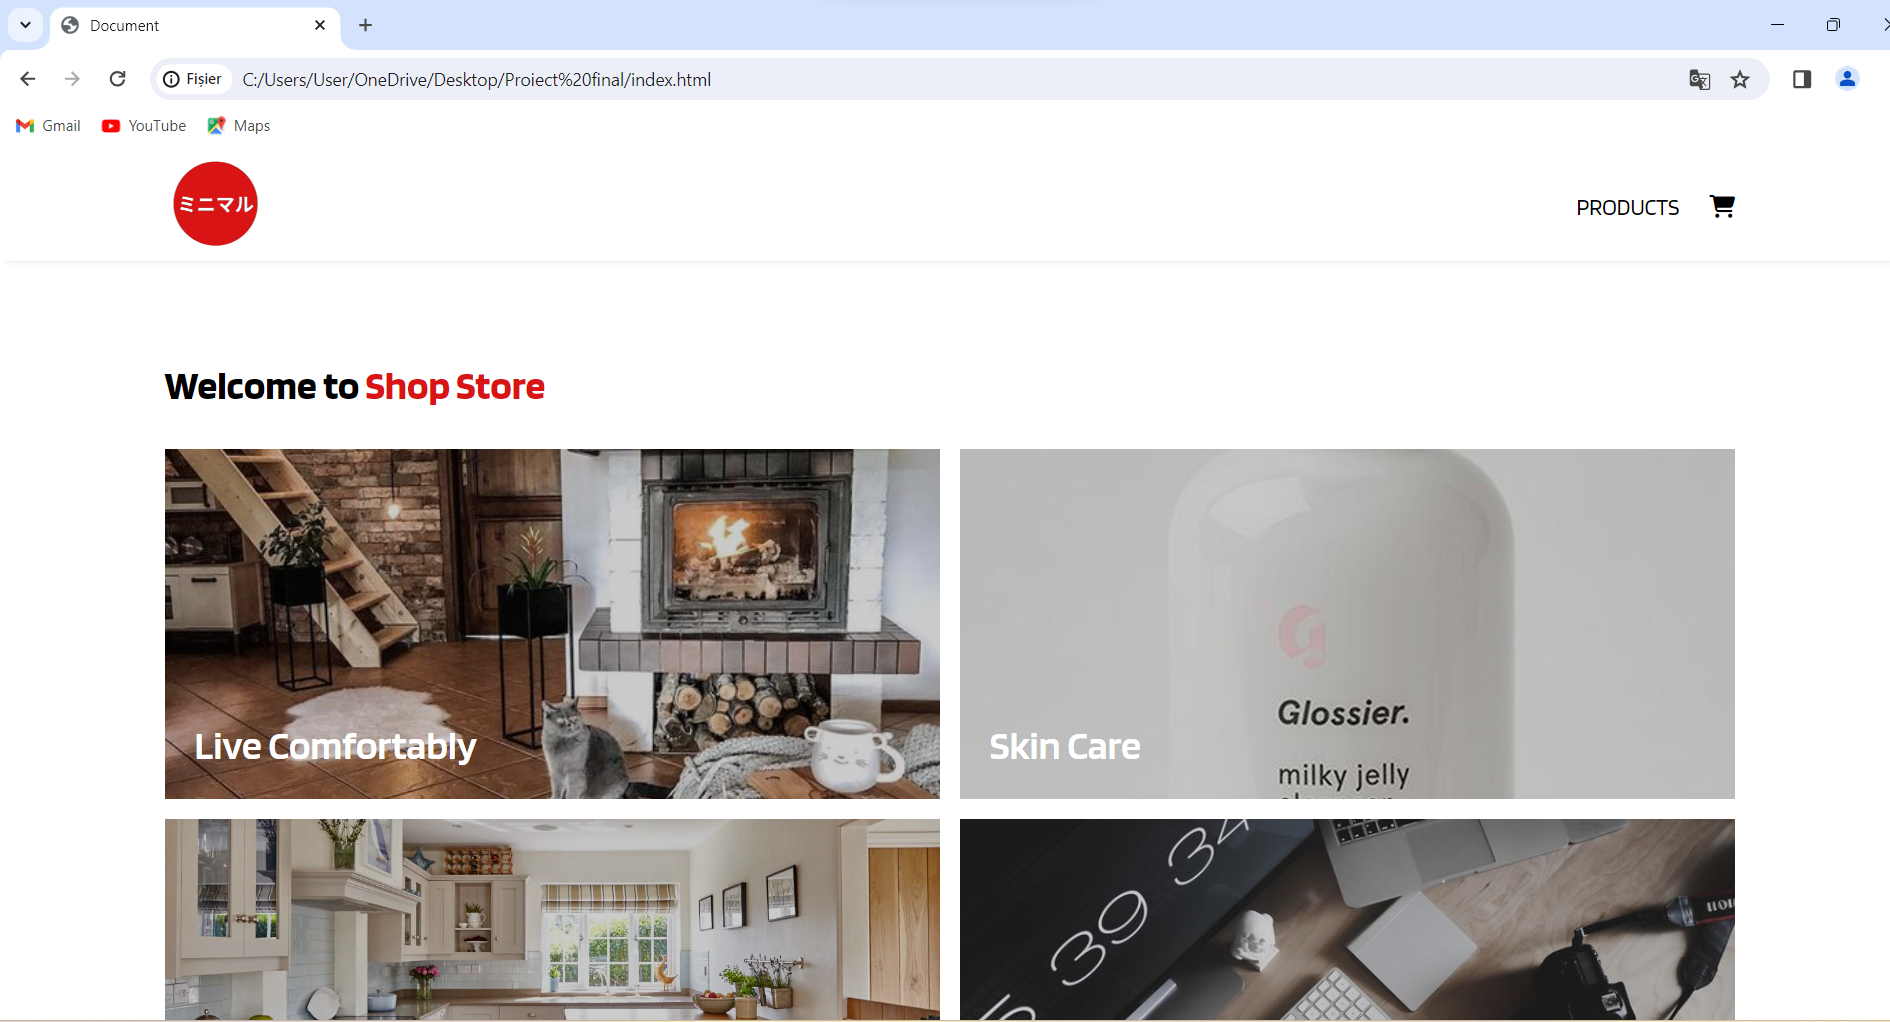 Document
Fișier C:/Users/User/OneDrive/Desktop/Proiect%20final/index.html
Gmail YouTube Maps
ミニマル
PRODUCTS
Welcome to Shop Store
Glossier.
Live Comfortably
Skin Care
milky jelly
34
39